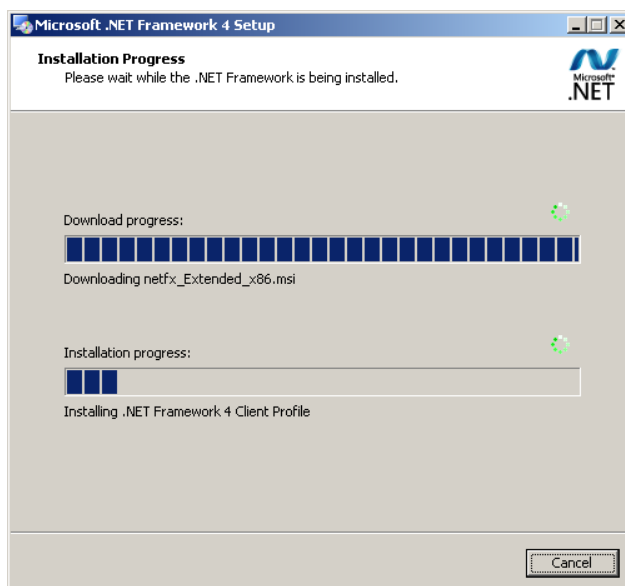 Microsoft .NET Framework 4 Setup
Installation Progress
Please wait while the .NET Framework is being installed.
Microsoft®
.NET
Download progress:
Downloading netfx_Extended_x86.msi
Installation progress:
Installing .NET Framework 4 Client Profile
Cancel